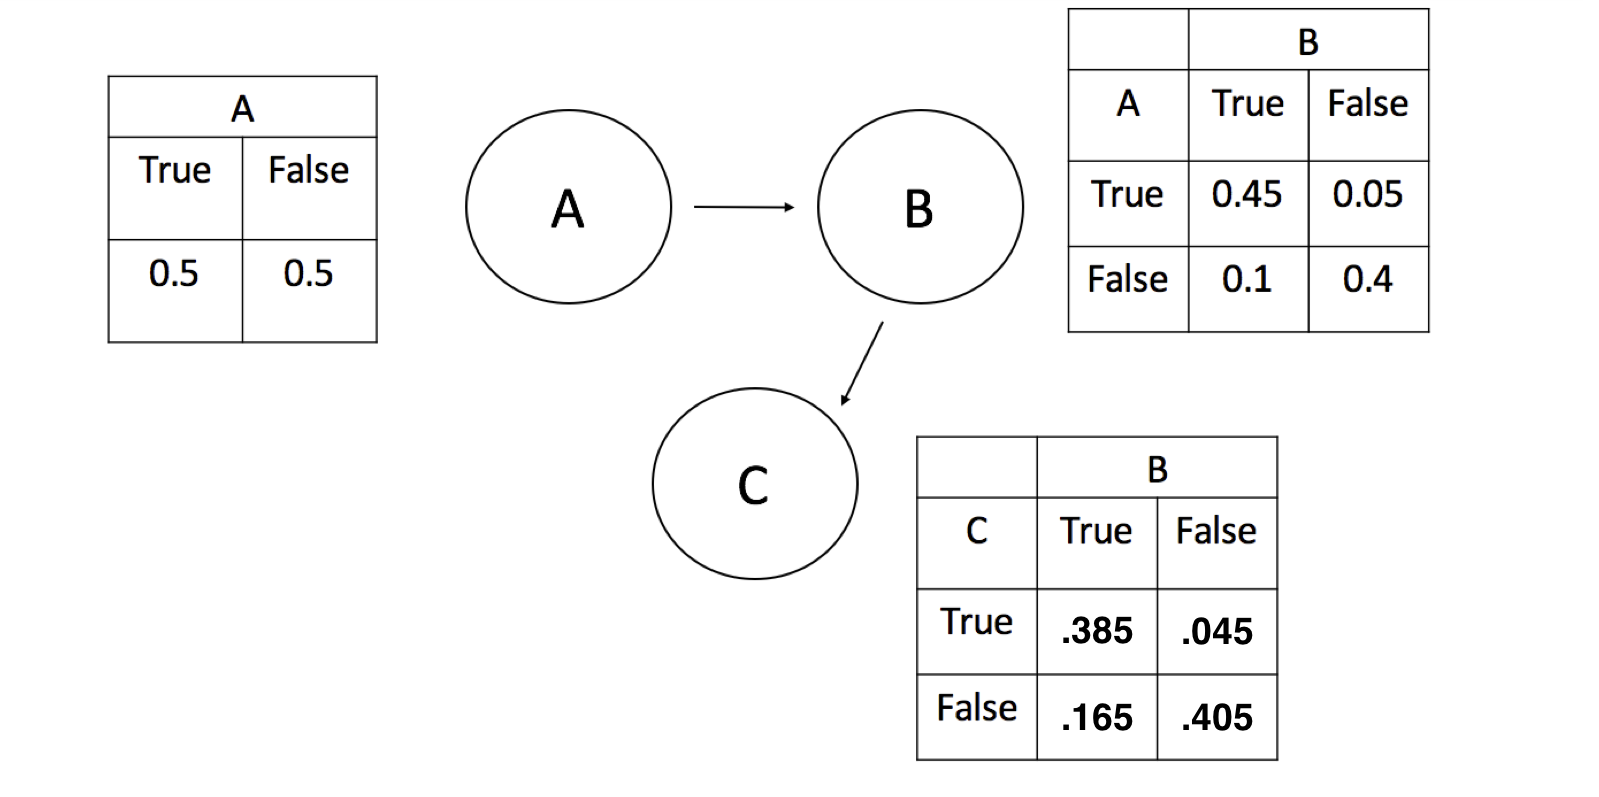 A
True False
0.5 0.5
A
B
B
A True False
True 0.45 0.05
False 0.1 0.4
C
B
C True False
True .385 .045
False .165 .405